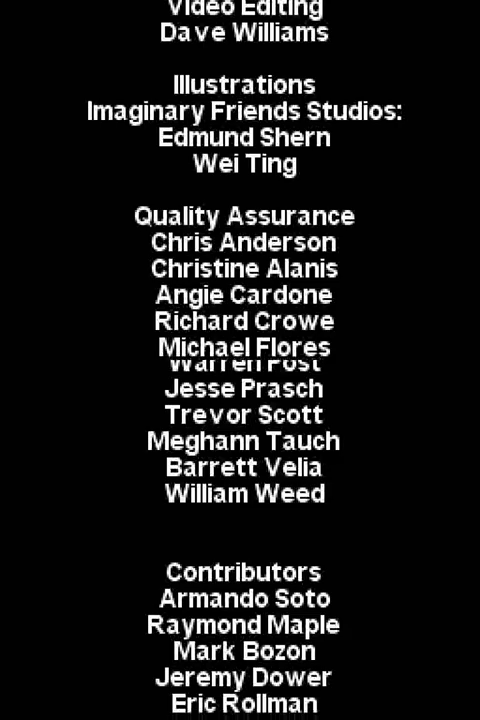 Video Editing
Dave Williams
Illustrations
Imaginary Friends Studios:
Edmund Shern
Wei Ting
Quality Assurance
Chris Anderson
Christine Alanis
Angie Cardone
Richard Crowe
Michael Flores
Warren Post
Jesse Prasch
Trevor Scott
Meghann Tauch
Barrett Velia
William Weed
Contributors
Armando Soto
Raymond Maple
Mark Bozon
Jeremy Dower
Eric Rollman